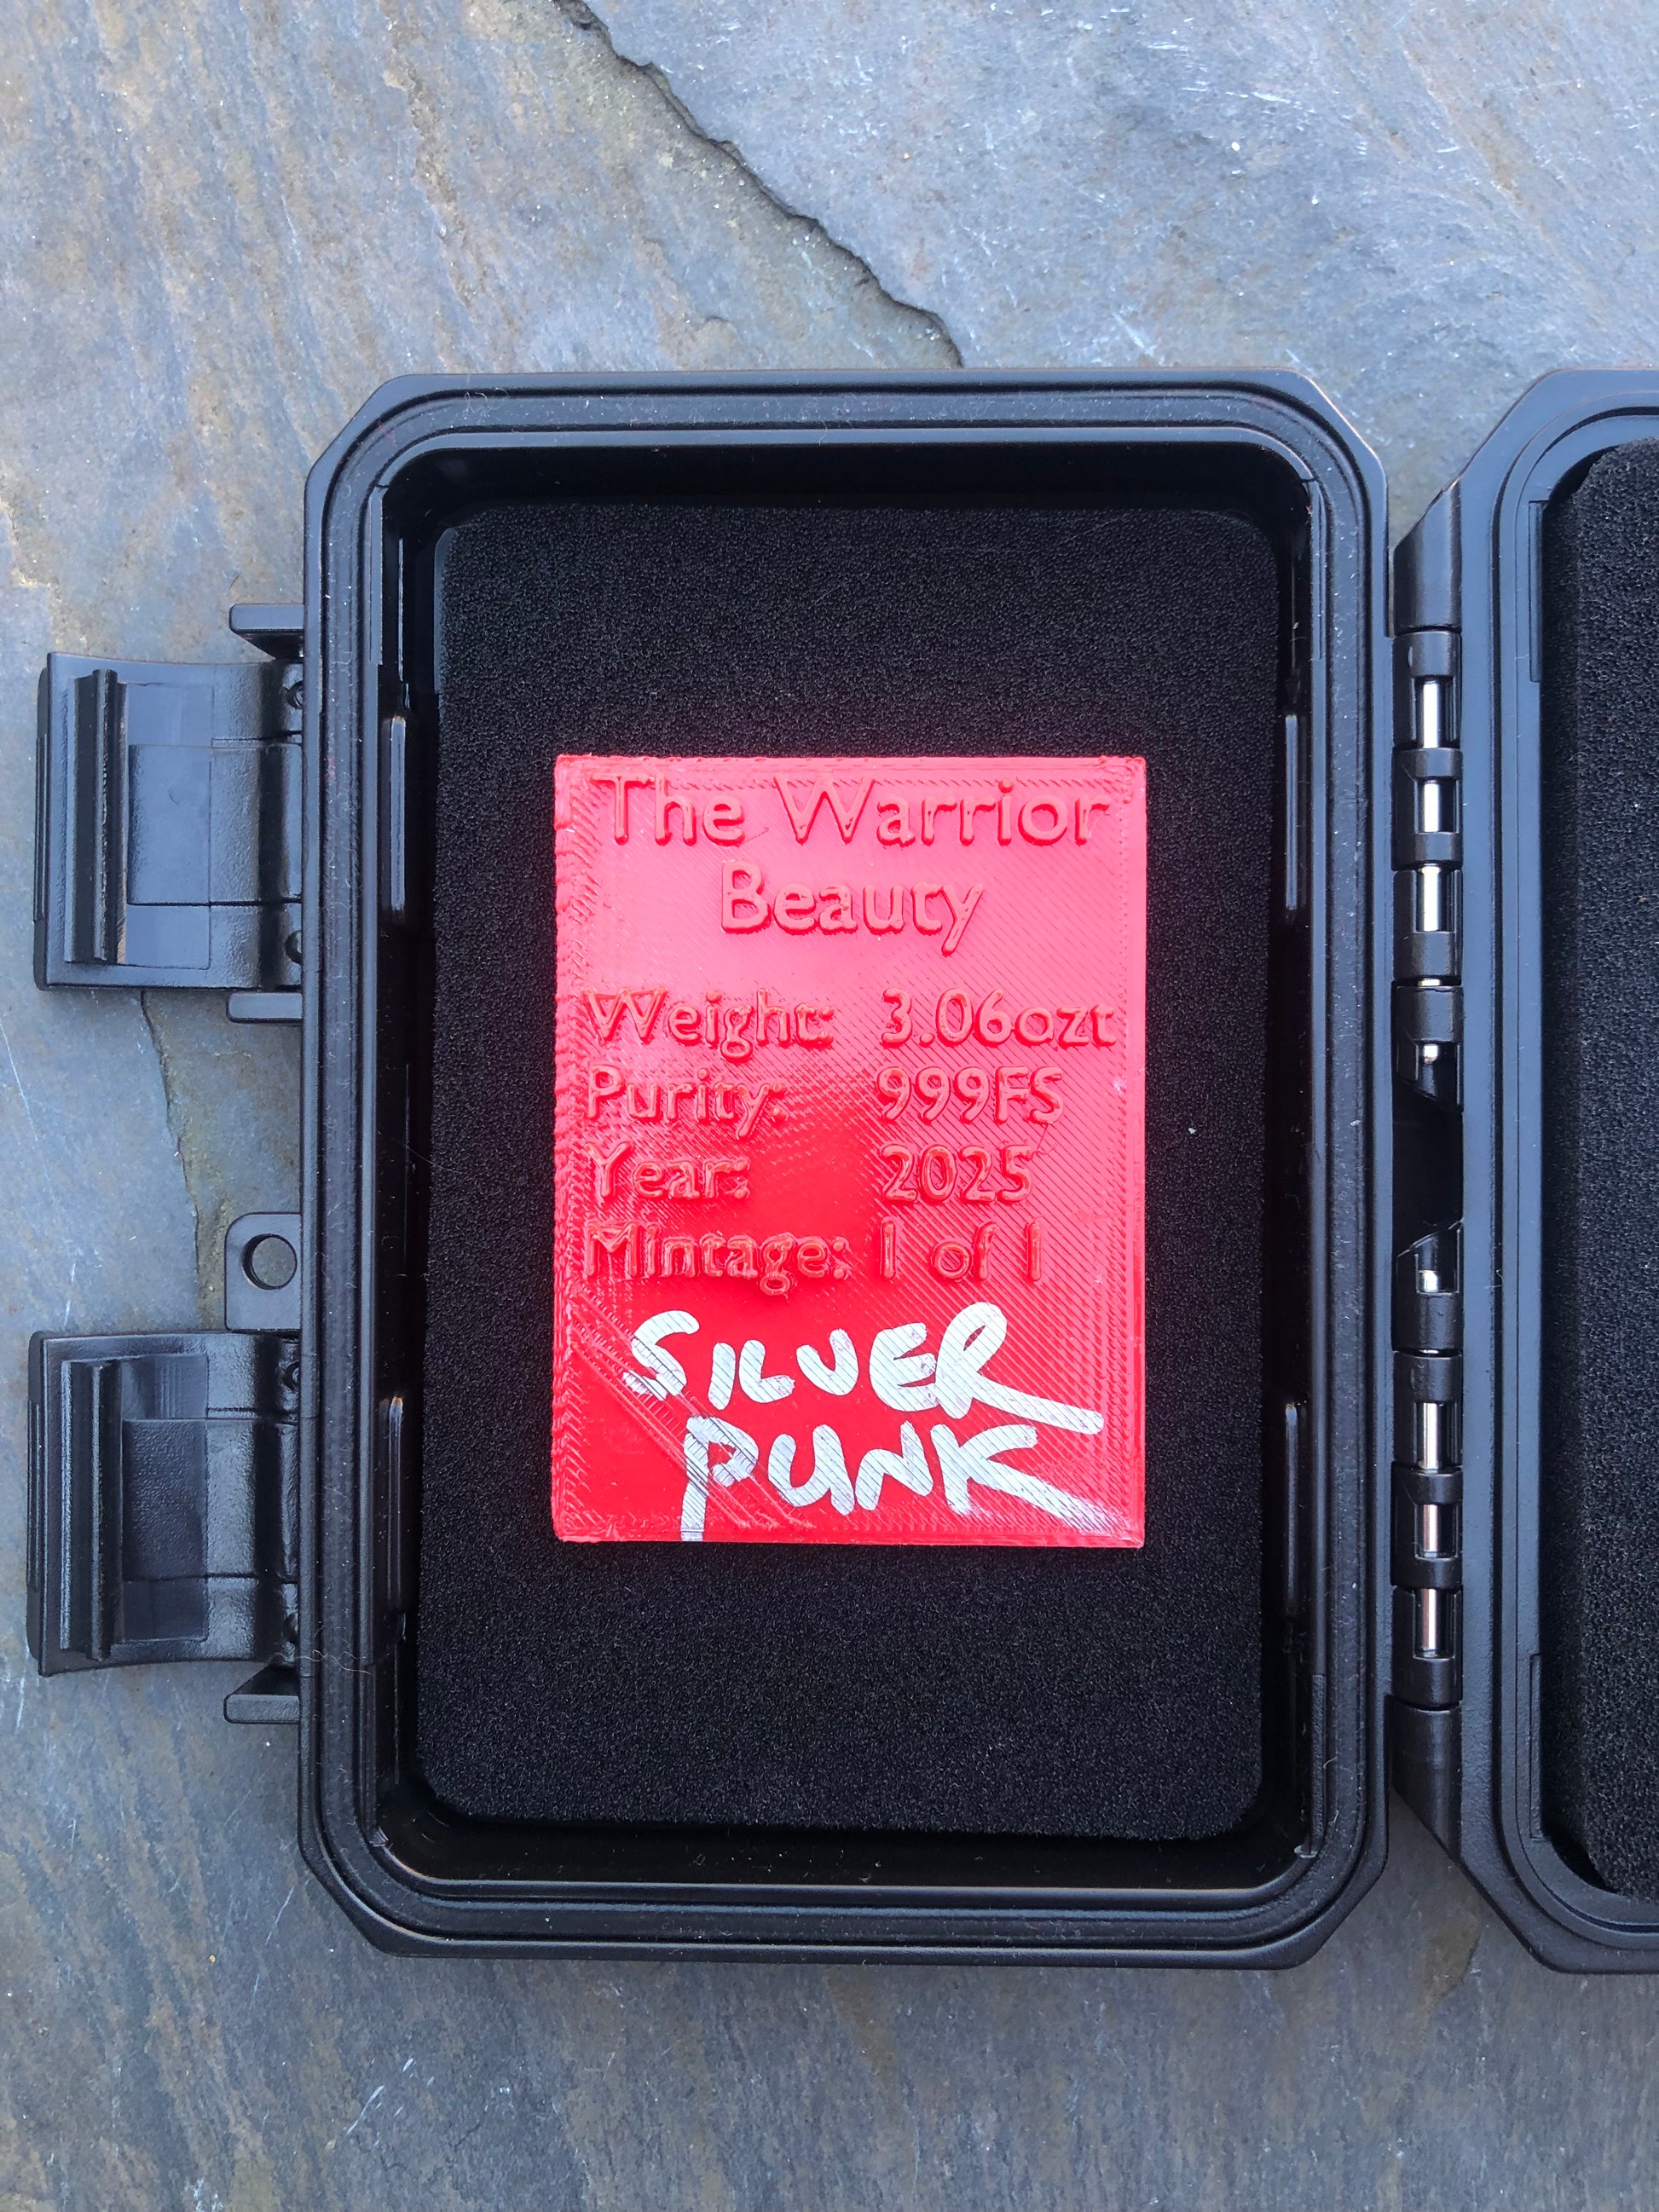 The Warrior
Beauty
Weight: 3.06ozt
Purity: 999FS
Year: 2025
Mintage: 1 of 1
SILVER
PUNK